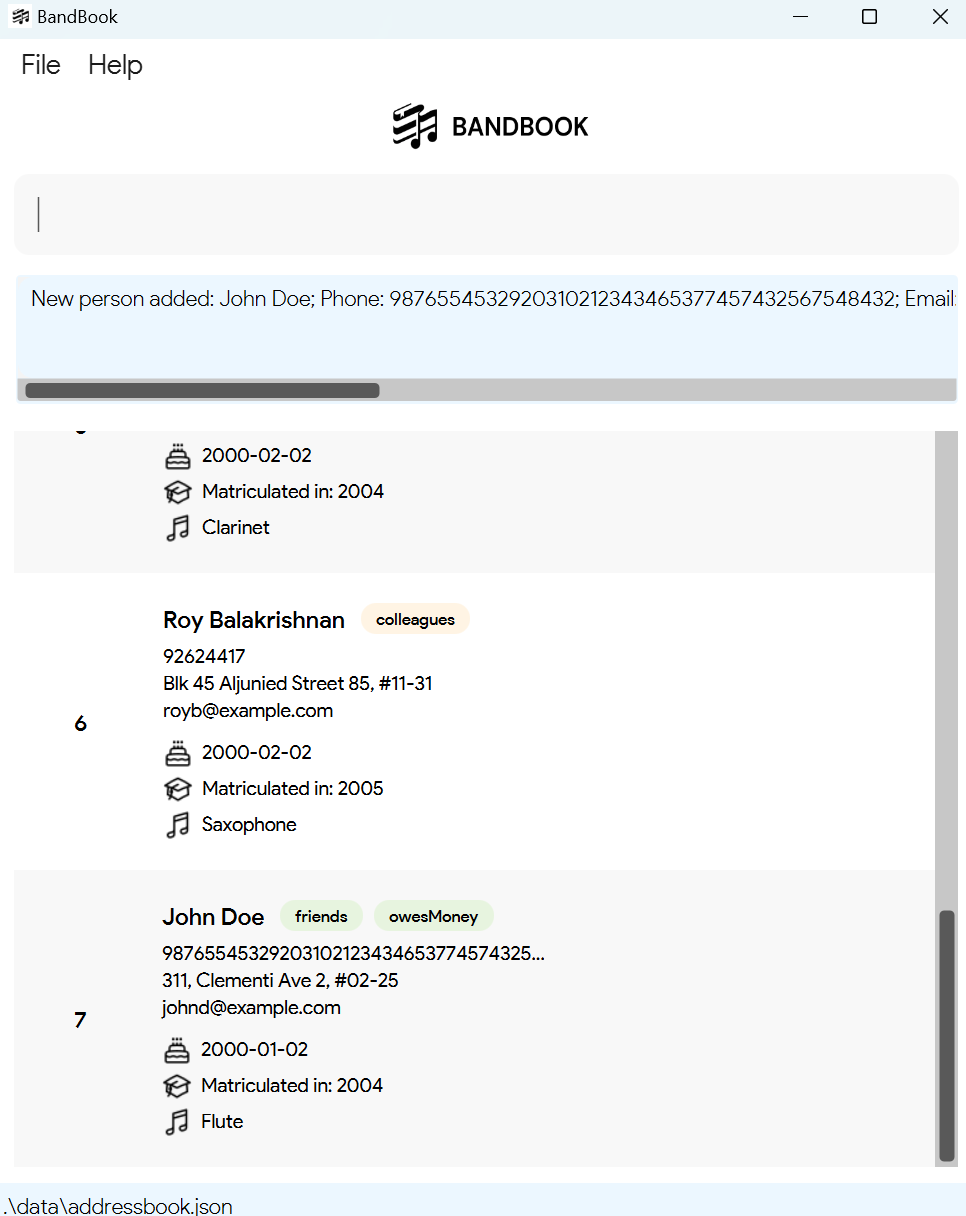 BandBook
File Help
BANDBOOK
New person added: John Doe; Phone: 98765545329203102123434653774574325675​48432; Email:
2000-02-02
Matriculated in: 2004
Clarinet
Roy Balakrishnan colleagues
92624417
Blk 45 Aljunied Street 85, #11-31
royb@example.com
6
2000-02-02
Matriculated in: 2005
Saxophone
John Doe friends owesMoney
98765545329203102123434653774574325...
311, Clementi Ave 2, #02-25
johnd@example.com
7
2000-01-02
Matriculated in: 2004
Flute
.\data\addressbook.json